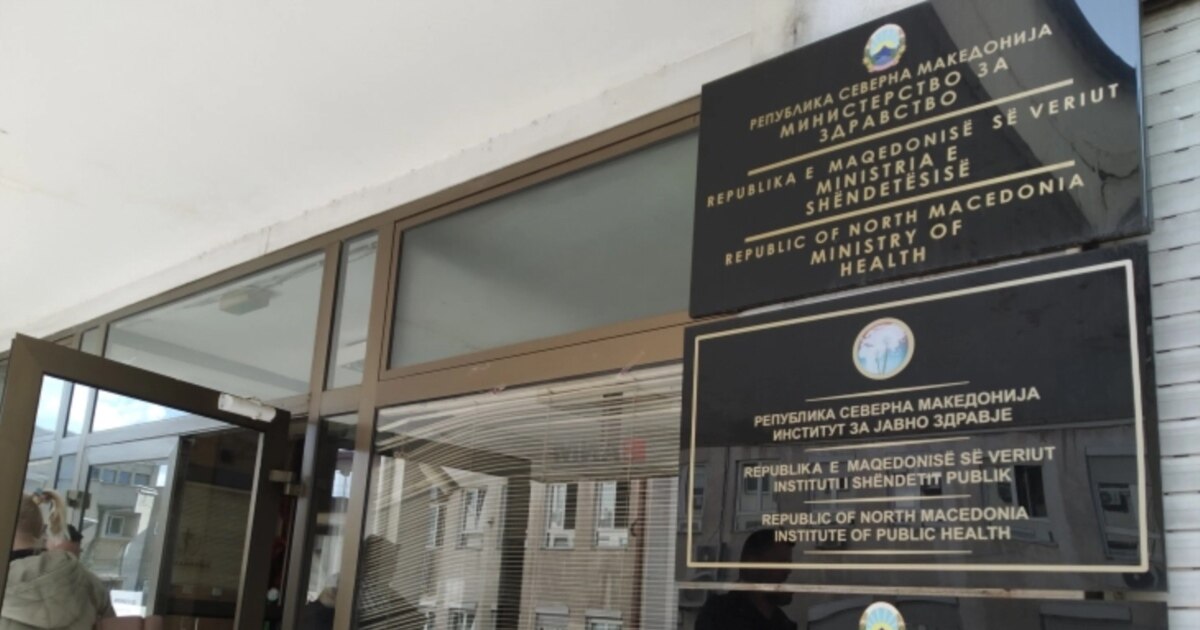 РЕПУБЛИКА СЕВЕРНА МАКЕДОНИЈА
МИНИСТЕРСТВО ЗА
ЗДРАВСТВО
REPUBLIKA E MAQEDONISË SË VERIUT
MINISTRIA E
SHËNDETËSISË
REPUBLIC OF NORTH MACEDONIA
MINISTRY OF
HEALTH
РЕПУБЛИКА СЕВЕРНА МАКЕДОНИЈА
ИНСТИТУТ ЗА ЈАВНО ЗДРАВЈЕ
REPUBLIKA E MAQEDONISË SË VERIUT
INSTITUTI I SHËNDETIT PUBLIK
REPUBLIC OF NORTH MACEDONIA
INSTITUTE OF PUBLIC HEALTH